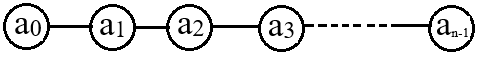 a₀ a₁ a₂ a₃ aₙ₋₁